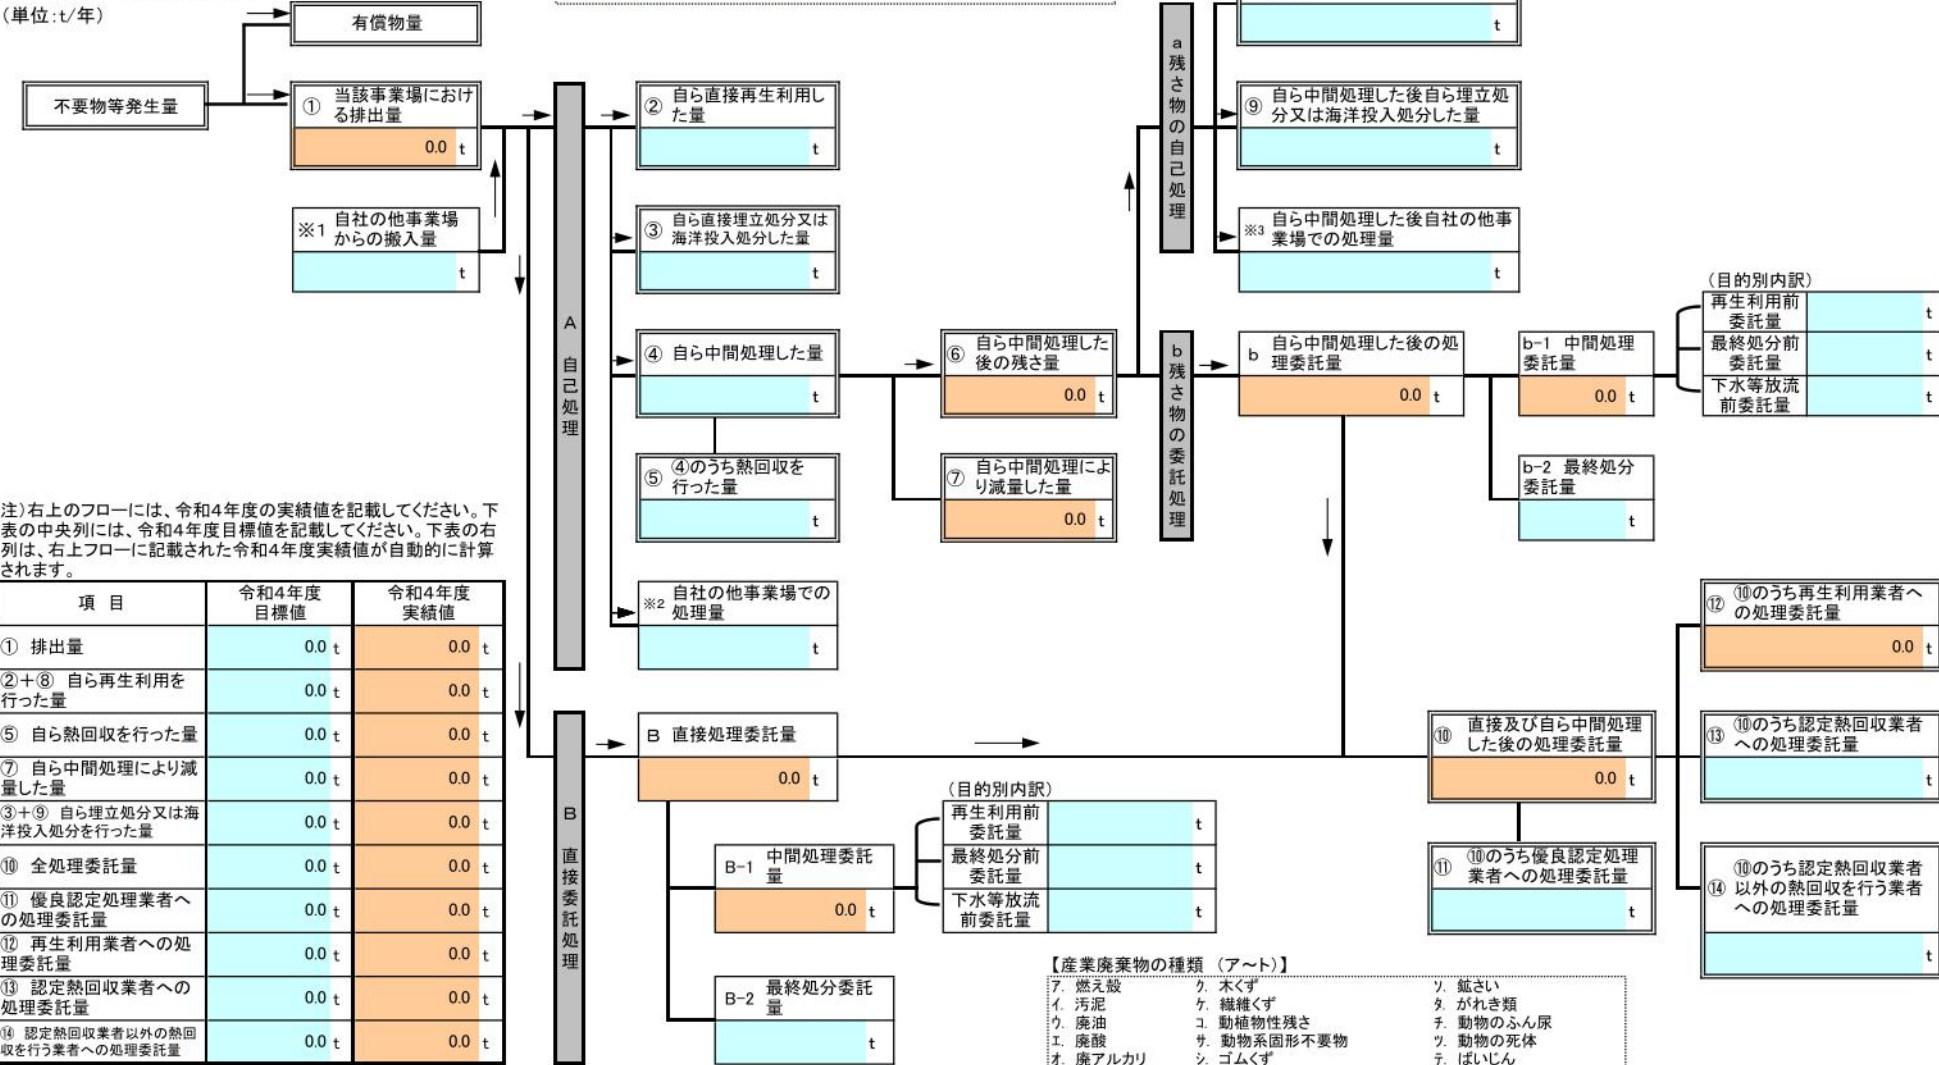 (単位:t/年)
有償物量
不要物等発生量
① 当該事業場におけ
る排出量
0.0 t
※1 自社の他事業場
からの搬入量
t
A 自己処理
② 自ら直接再生利用し
た量
t
③ 自ら直接埋立処分又は
海洋投入処分した量
t
④ 自ら中間処理した量
t
⑤ ④のうち熱回収を
行った量
t
※2 自社の他事業場での
処理量
t
⑥ 自ら中間処理した
後の残さ量
0.0 t
⑦ 自ら中間処理によ
り減量した量
0.0 t
a 残さ物の自己処理
t
⑨ 自ら中間処理した後自ら埋立処
分又は海洋投入処分した量
t
※3 自ら中間処理した後自社の他事
業場での処理量
t
b 残さ物の委託処理
b 自ら中間処理した後の処
理委託量
0.0 t
b-1 中間処理
委託量
0.0 t
(目的別内訳)
再生利用前
委託量
t
最終処分前
委託量
t
下水等放流
前委託量
t
b-2 最終処分
委託量
t
注)右上のフローには、令和4年度の実績値を記載してください。下
表の中央列には、令和4年度目標値を記載してください。下表の右
列は、右上フローに記載された令和4年度実績値が自動的に計算
されます。
項 目 令和4年度
目標値 令和4年度
実績値
① 排出量 0.0 t 0.0 t
②+⑧ 自ら再生利用を
行った量 0.0 t 0.0 t
⑤ 自ら熱回収を行った量 0.0 t 0.0 t
⑦ 自ら中間処理により減
量した量 0.0 t 0.0 t
③+⑨ 自ら埋立処分又は海
洋投入処分を行った量 0.0 t 0.0 t
⑩ 全処理委託量 0.0 t 0.0 t
⑪ 優良認定処理業者へ
の処理委託量 0.0 t 0.0 t
⑫ 再生利用業者への処
理委託量 0.0 t 0.0 t
⑬ 認定熱回収業者への
処理委託量 0.0 t 0.0 t
⑭ 認定熱回収業者以外の熱回
収を行う業者への処理委託量 0.0 t 0.0 t
B 直接委託処理
B 直接処理委託量
0.0 t
B-1 中間処理委託
量
0.0 t
(目的別内訳)
再生利用前
委託量
t
最終処分前
委託量
t
下水等放流
前委託量
t
B-2 最終処分委託
量
t
⑩ 直接及び自ら中間処理
した後の処理委託量
0.0 t
⑪ ⑩のうち優良認定処理
業者への処理委託量
t
⑫ ⑩のうち再生利用業者へ
の処理委託量
0.0 t
⑬ ⑩のうち認定熱回収業者
への処理委託量
t
⑭ ⑩のうち認定熱回収業者
以外の熱回収を行う業者
への処理委託量
t
【産業廃棄物の種類 (ア~ト)】
ア. 燃え殻 ク. 木くず ソ. 鉱さい
イ. 汚泥 ケ. 繊維くず タ. がれき類
ウ. 廃油 コ. 動植物性残さ チ. 動物のふん尿
エ. 廃酸 サ. 動物系固形不要物 ツ. 動物の死体
オ. 廃アルカリ シ. ゴムくず テ. ばいじん